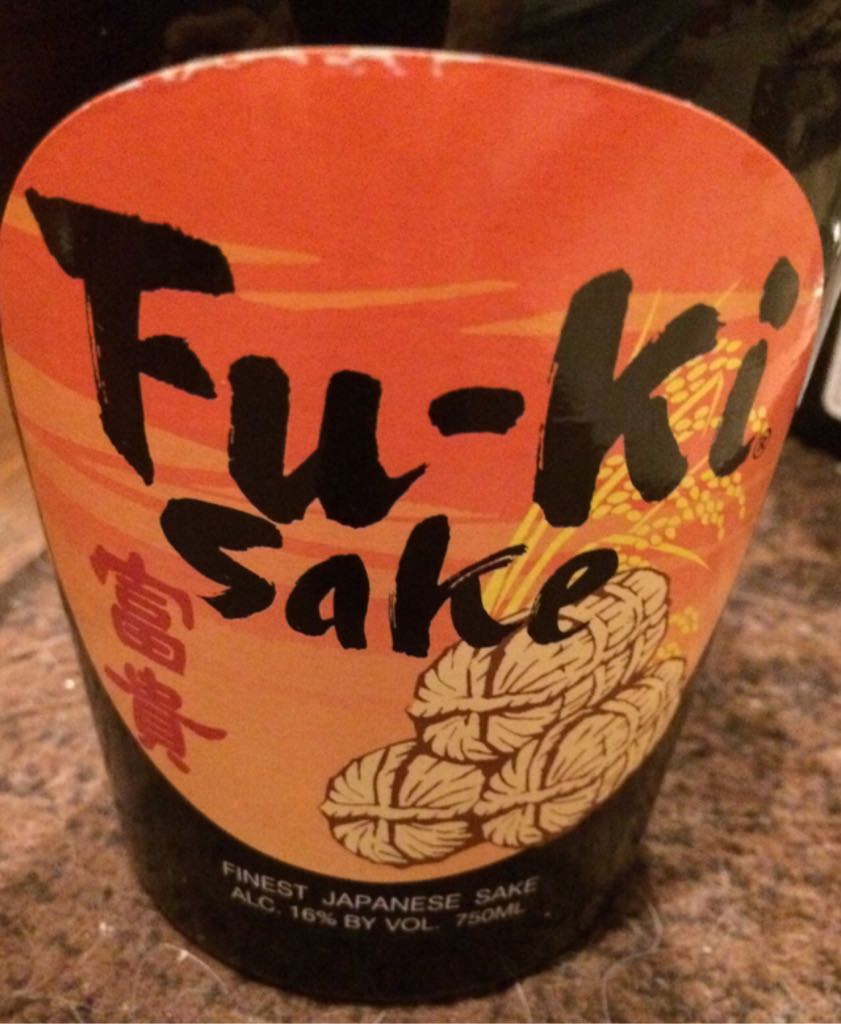 Fu-ki®
sake
富貴
FINEST JAPANESE SAKE
ALC. 16% BY VOL. 750ML